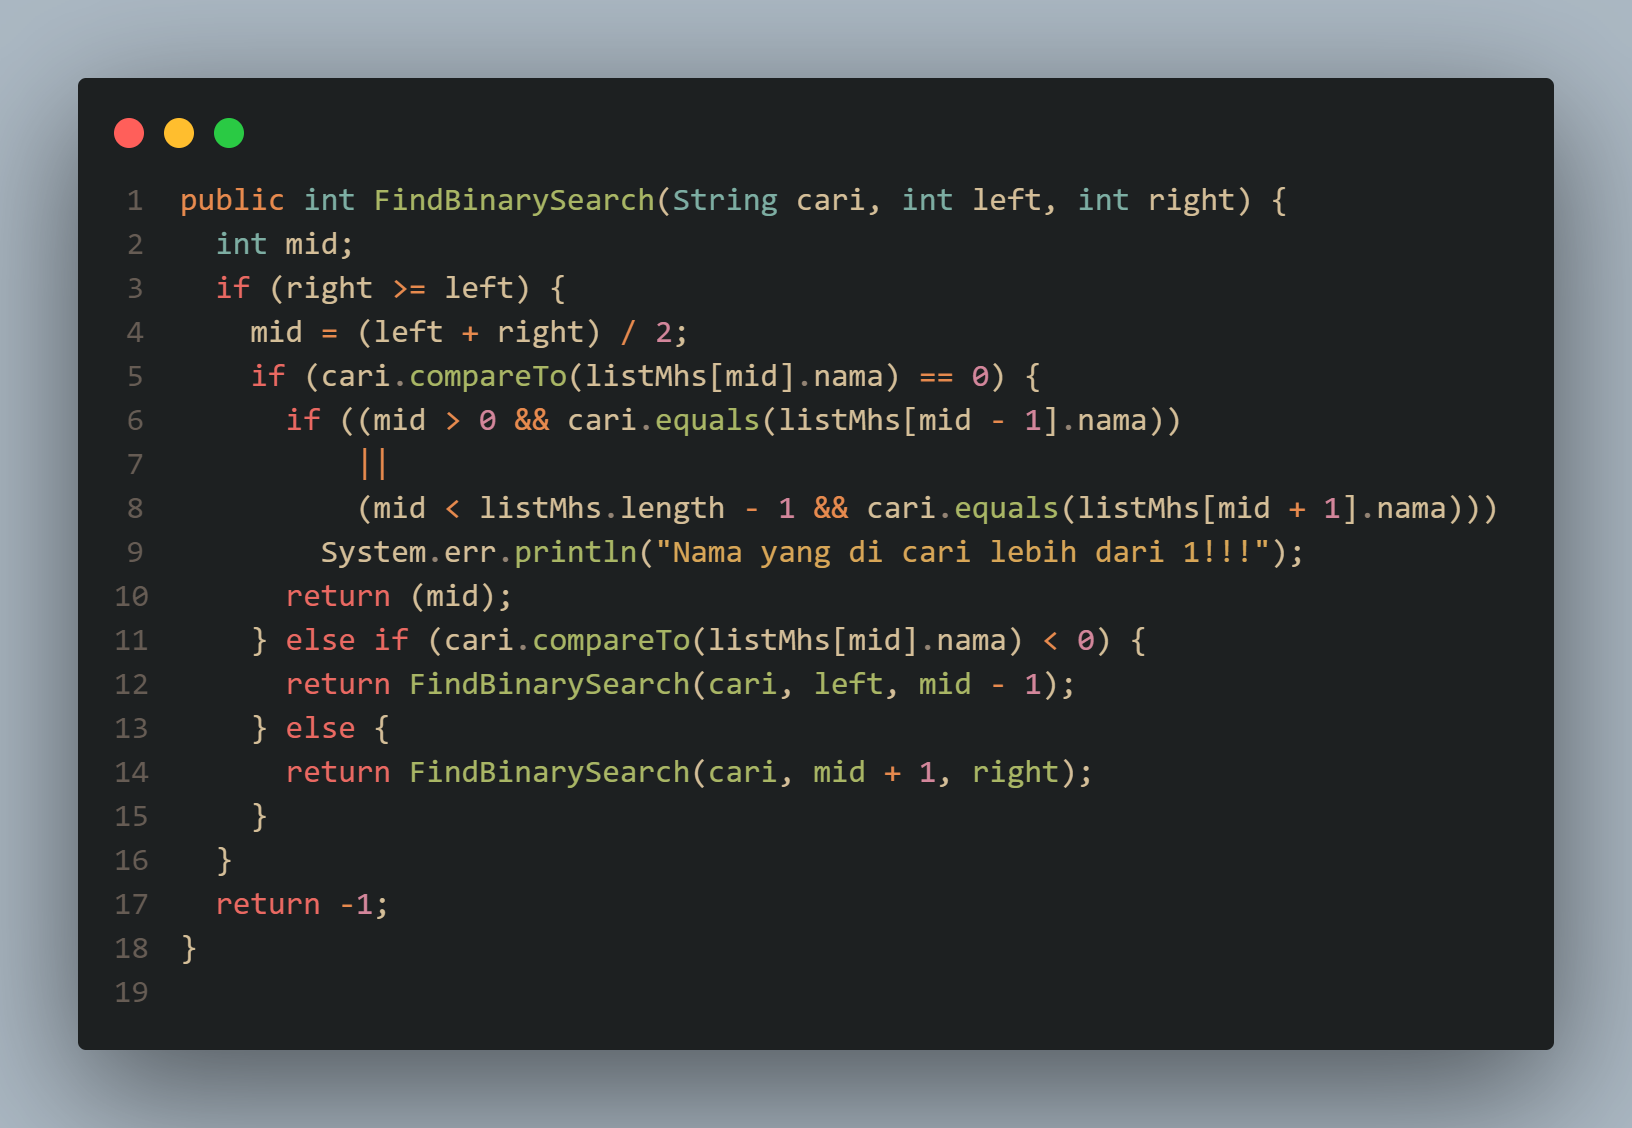 1 public int FindBinarySearch(String cari, int left, int right) {
2   int mid;
3   if (right >= left) {
4     mid = (left + right) / 2;
5     if (cari.compareTo(listMhs[mid].nama) == 0) {
6       if ((mid > 0 && cari.equals(listMhs[mid - 1].nama))
7           ||
8           (mid < listMhs.length - 1 && cari.equals(listMhs[mid + 1].nama)))
9         System.err.println("Nama yang di cari lebih dari 1!!!");
10       return (mid);
11     } else if (cari.compareTo(listMhs[mid].nama) < 0) {
12       return FindBinarySearch(cari, left, mid - 1);
13     } else {
14       return FindBinarySearch(cari, mid + 1, right);
15     }
16   }
17   return -1;
18 }
19